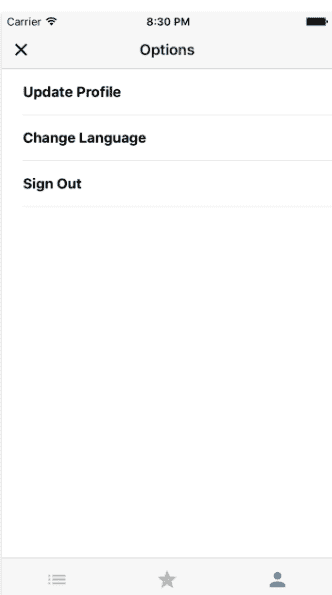 Carrier 8:30 PM
Options
Update Profile
Change Language
Sign Out